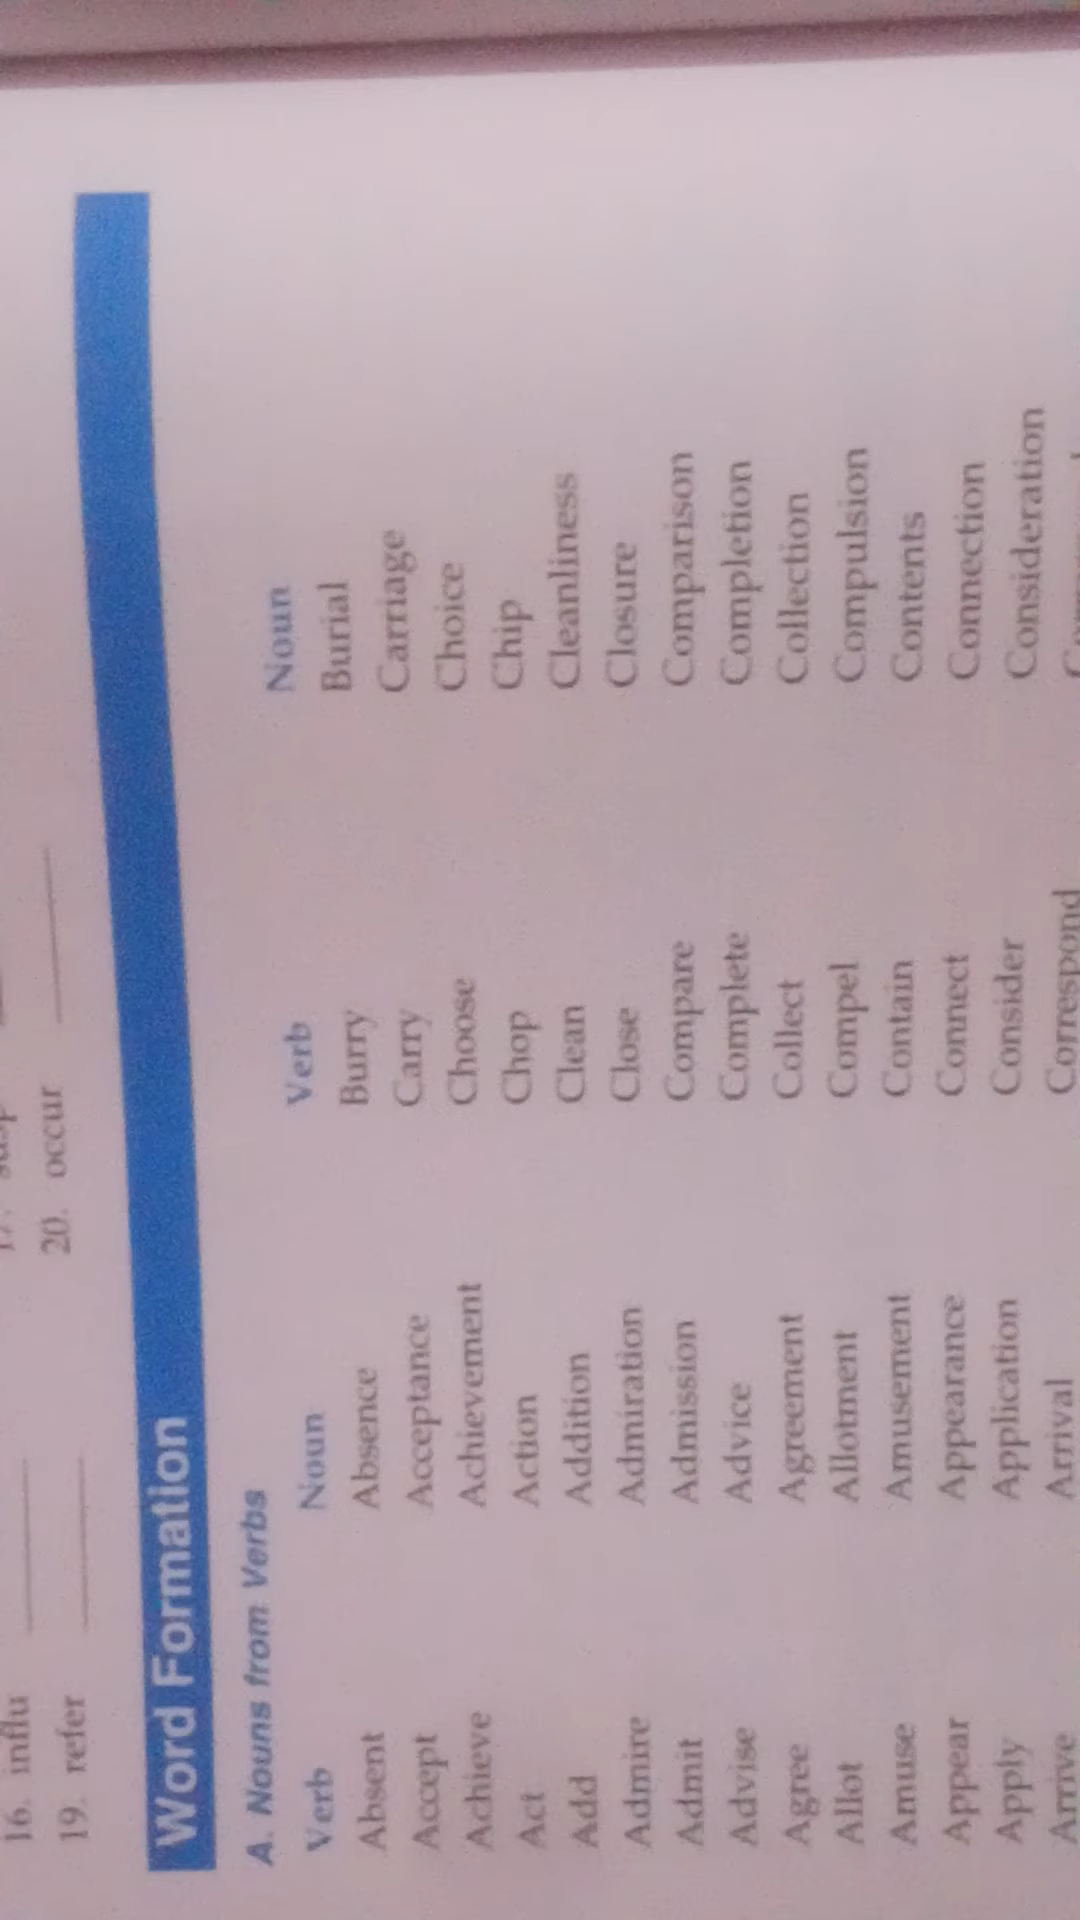 16. influ
19. refer 20. occur
Word Formation
A. Nouns from Verbs
Verb Noun Verb Noun
Absent Absence Burry Burial
Accept Acceptance Carry Carriage
Achieve Achievement Choose Choice
Act Action Chop Chip
Add Addition Clean Cleanliness
Admire Admiration Close Closure
Admit Admission Compare Comparison
Advise Advice Complete Completion
Agree Agreement Collect Collection
Allot Allotment Compel Compulsion
Amuse Amusement Contain Contents
Appear Appearance Connect Connection
Apply Application Consider Consideration
Arrive Arrival Correspond